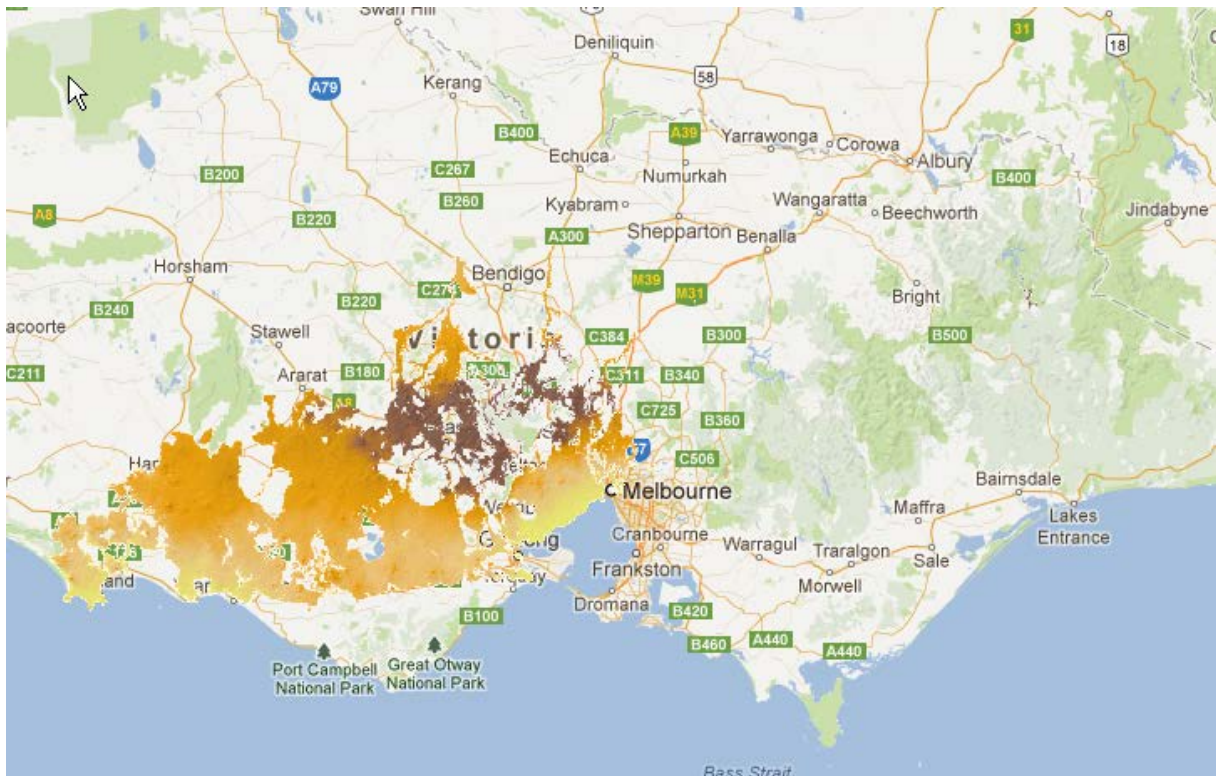 Swan Hill
Deniliquin
31
18
58
Kerang
A79
B400
A39
Yarrawonga
Corowa
Echuca
Albury
C267
Numurkah
B200
B400
B260
Kyabram
Wangaratta
Beechworth
Jindabyne
A8
B220
Shepparton
A300
Benalla
Horsham
Bendigo
M39
M31
Bright
B220
B240
Stawell
acoorte
C384
B300
B500
C211
Ararat
B180
C311
B340
A8
C725
B360
C506
Melbourne
Bairnsdale
Maffra
Lakes
Entrance
Cranbourne
Warragul
Traralgon
Sale
Frankston
Morwell
Dromana
B100
B420
B460
A440
A440
Port Campbell
National Park
Great Otway
National Park
Bass Strait